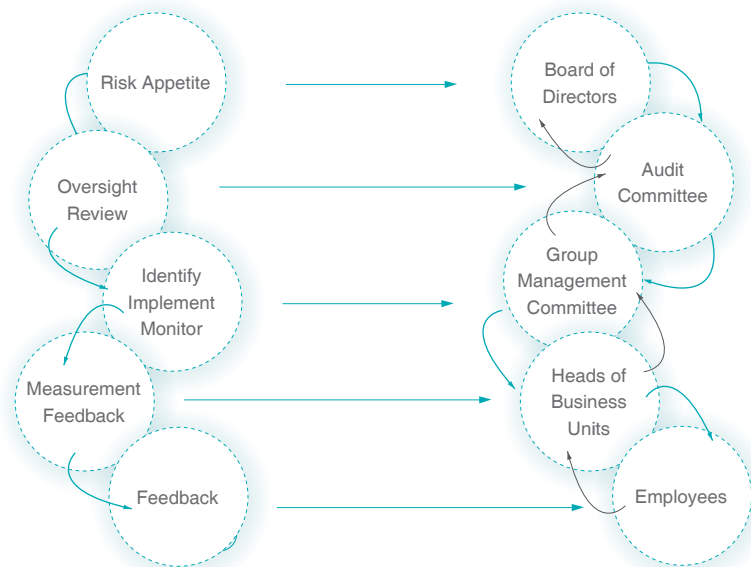 Risk Appetite
Board of
Directors
Oversight
Review
Audit
Committee
Identify
Implement
Monitor
Group
Management
Committee
Measurement
Feedback
Heads of
Business
Units
Feedback
Employees